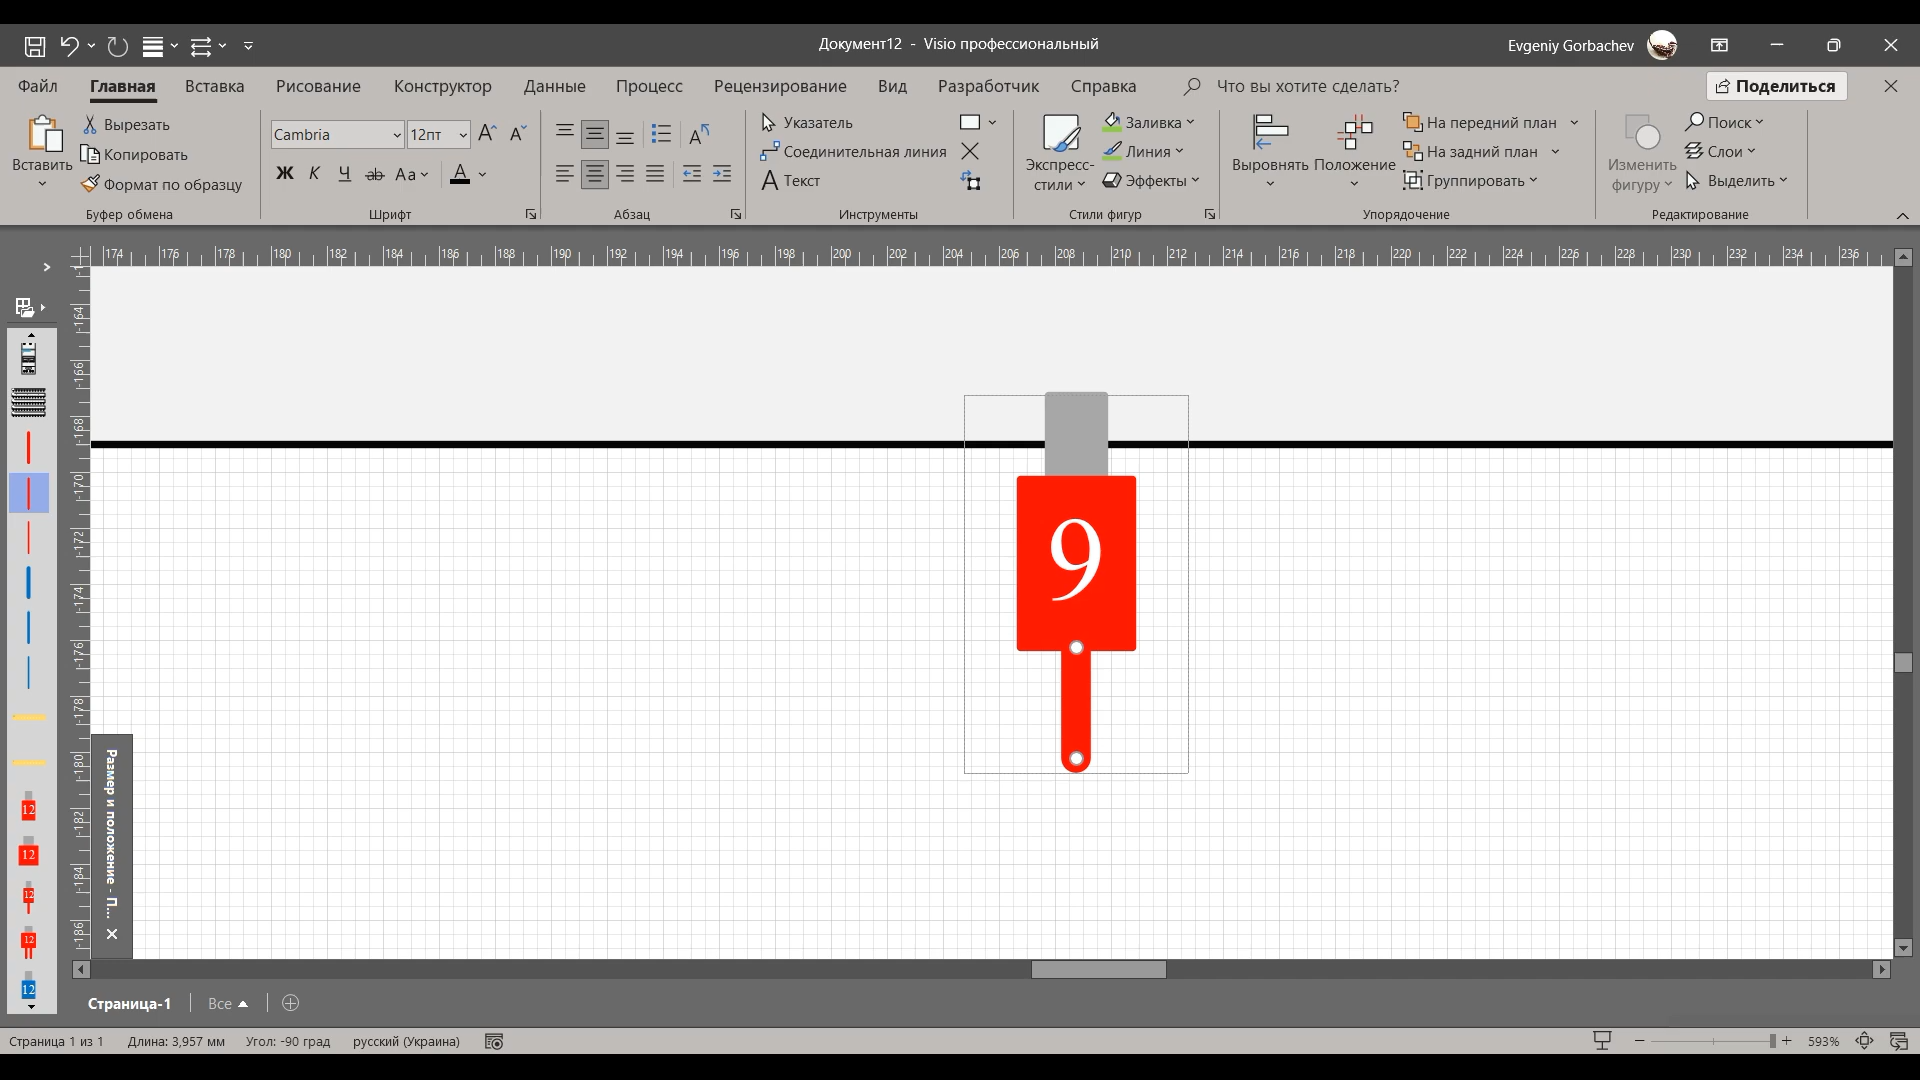 Документ12 - Visio профессиональный
Evgeniy Gorbachev
Файл Главная Вставка Рисование Конструктор Данные Процесс Рецензирование Вид Разработчик Справка Что вы хотите сделать? Поделиться
Вставить
Вырезать
Копировать
Формат по образцу
Буфер обмена
Cambria 12пт
Ж К Ч ab Aa A
Шрифт
Абзац
Указатель
Соединительная линия
Текст
Инструменты
Экспресс-
стили
Заливка
Линия
Эффекты
Стили фигур
Выровнять
Положение
На передний план
На задний план
Группировать
Упорядочение
Изменить
фигуру
Поиск
Слои
Выделить
Редактирование
174 176 178 180 182 184 186 188 190 192 194 196 198 200 202 204 206 208 210 212 214 216 218 220 222 224 226 228 230 232 234 236
-164
-166
-168
-170
-172
-174
-176
-178
-180
-182
-184
-186
9
Размер и положение - П...
12
12
12
12
12
Страница-1 Все
Страница 1 из 1 Длина: 3,957 мм Угол: -90 град русский (Украина) 593%